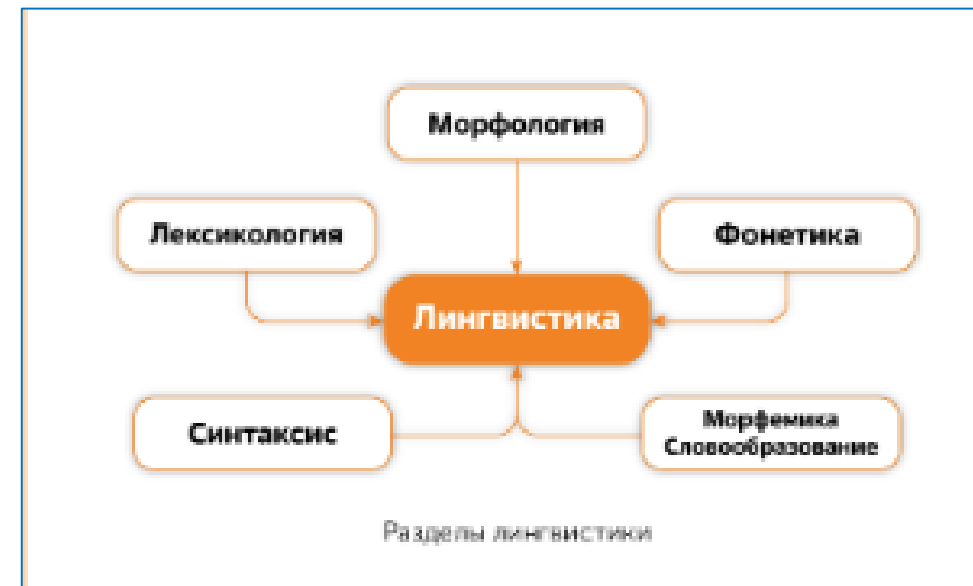 Морфология
Лексикология
Фонетика
Лингвистика
Синтаксис
Морфемика
Словообразование
Разделы лингвистики